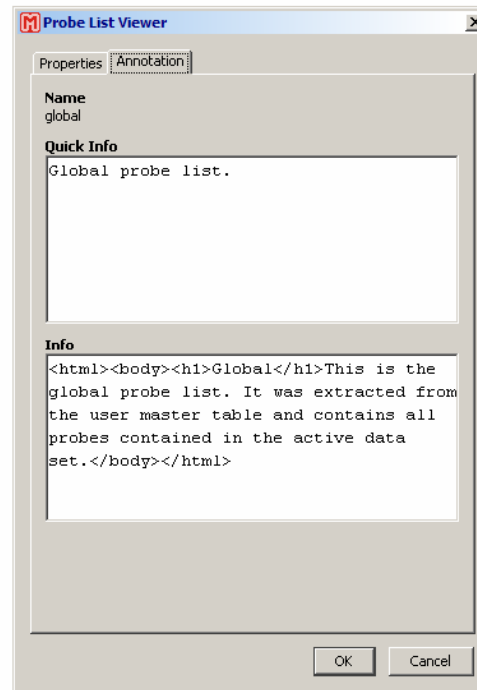 Probe List Viewer
Properties
Annotation
Name
global
Quick Info
Global probe list.
Info
<html><body><h1>Global</h1>This is the
global probe list. It was extracted from
the user master table and contains all
probes contained in the active data
set.</body></html>
OK
Cancel